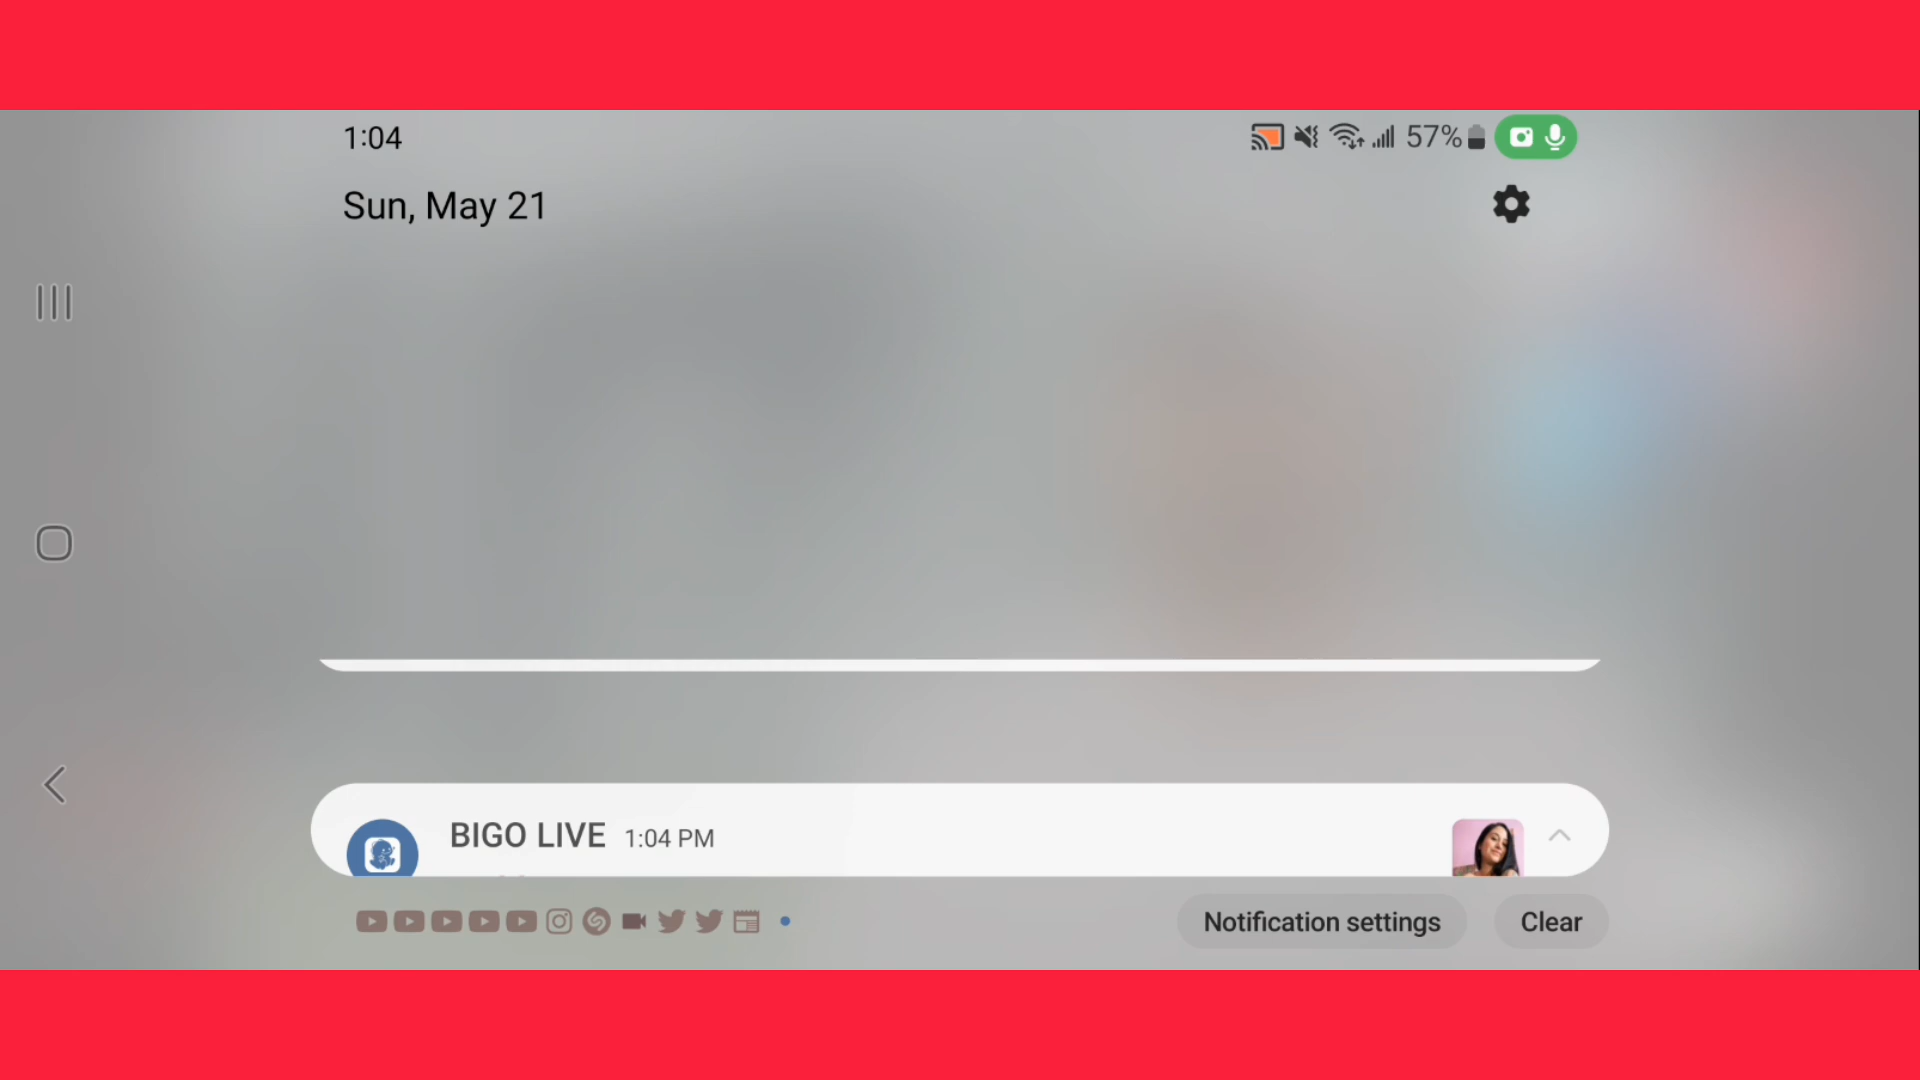 1:04
57%
Sun, May 21
BIGO LIVE 1:04 PM
Notification settings
Clear